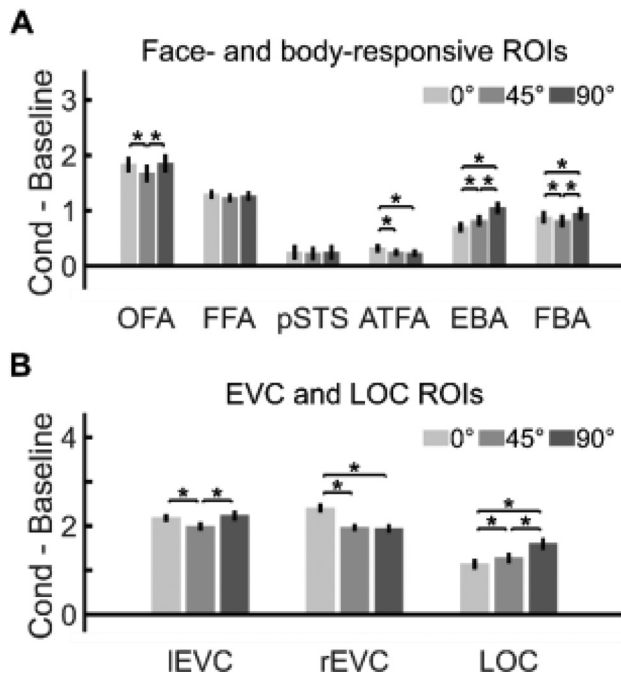 A
Face- and body-responsive ROIs
Cond - Baseline
3
2
1
0
0° 45° 90°
* *
* *
* * * *
* * * *
OFA FFA pSTS ATFA EBA FBA
B
EVC and LOC ROIs
Cond - Baseline
4
2
0
0° 45° 90°
* *
* *
* * *
lEVC rEVC LOC